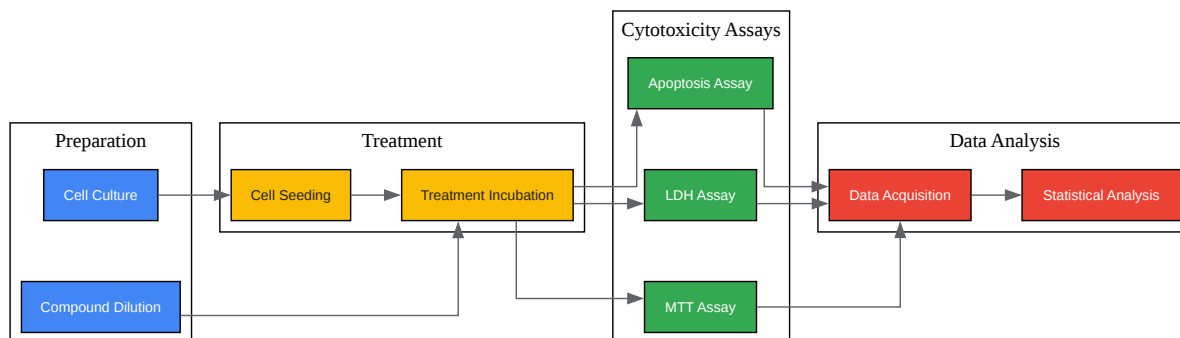 Preparation
Cell Culture
Compound Dilution
Treatment
Cell Seeding
Treatment Incubation
Cytotoxicity Assays
Apoptosis Assay
LDH Assay
MTT Assay
Data Analysis
Data Acquisition
Statistical Analysis